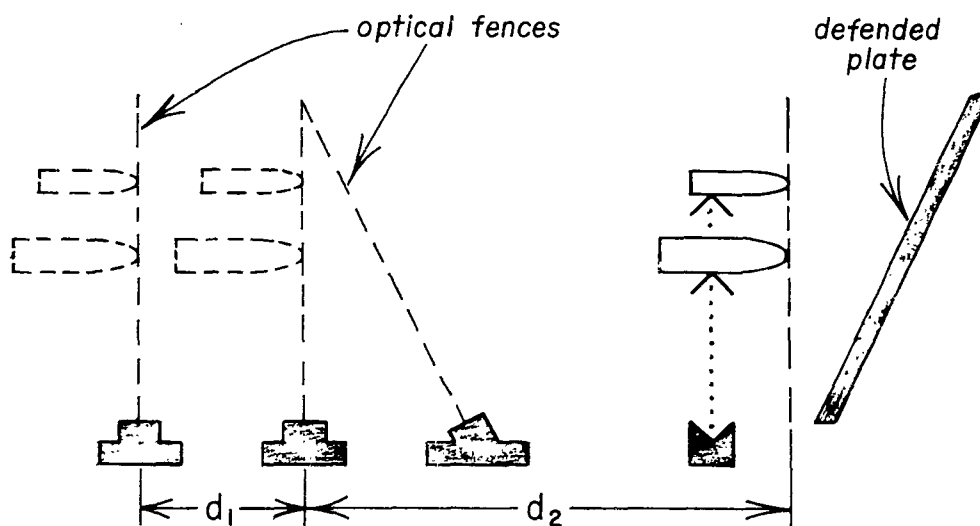 optical fences
defended
plate
d₁
d₂